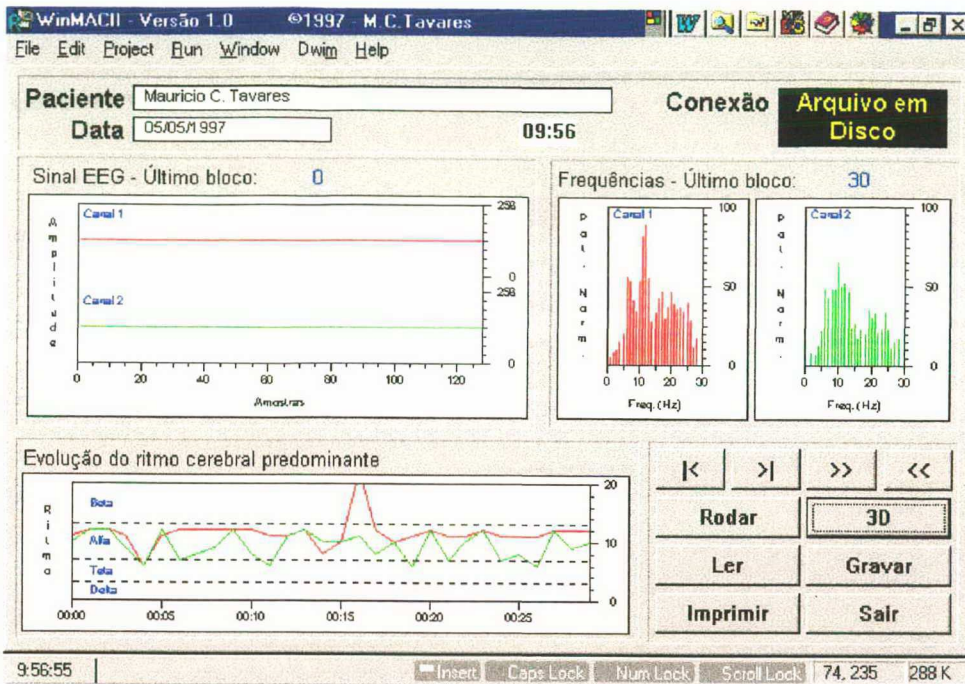 WinMACII - Versão 1.0 ©1997 - M.C.Tavares
File Edit Project Run Window Dwim Help
Paciente Mauricio C. Tavares
Conexão Arquivo em Disco
Data 05/05/1997 09:56
Sinal EEG - Último bloco: 0
Amplitude
Canal 1
256
0
Canal 2
256
0
0 20 40 60 80 100 120
Amostras
Frequências - Último bloco: 30
Pot. Norm.
Canal 1
100
50
0
0 10 20 30
Freq. (Hz)
Pot. Norm.
Canal 2
100
50
0
0 10 20 30
Freq. (Hz)
Evolução do ritmo cerebral predominante
Ritmo
Beta
Alfa
Teta
Delta
20
10
0
00:00 00:05 00:10 00:15 00:20 00:25
|< >| >> <<
Rodar 3D
Ler Gravar
Imprimir Sair
9:56:55 Insert Caps Lock Num Lock Scroll Lock 74, 235 288 K